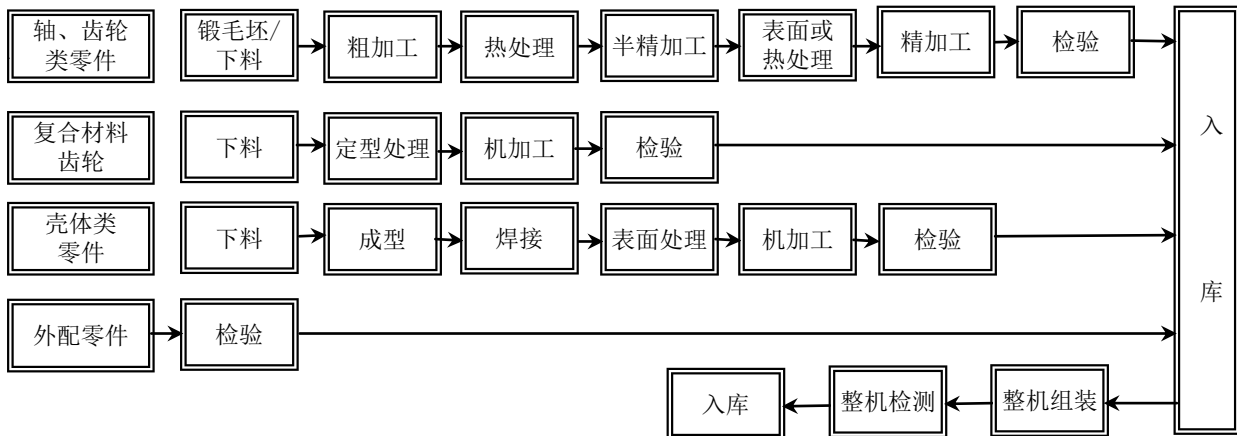 轴、齿轮
类零件
锻毛坯/
下料
粗加工
热处理
半精加工
表面或
热处理
精加工
检验
复合材料
齿轮
下料
定型处理
机加工
检验
壳体类
零件
下料
成型
焊接
表面处理
机加工
检验
外配零件
检验
入
库
整机组装
整机检测
入库